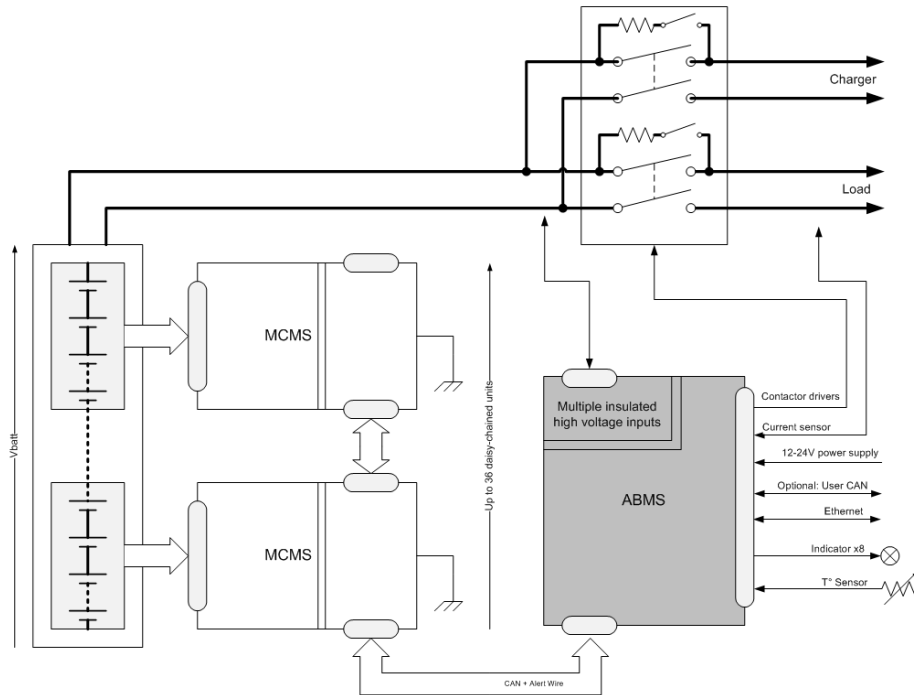 Charger
Load
Vbatt
MCMS
MCMS
Up to 36 daisy-chained units
Multiple insulated
high voltage inputs
ABMS
Contactor drivers
Current sensor
12-24V power supply
Optional: User CAN
Ethernet
Indicator x8
T° Sensor
CAN + Alert Wire